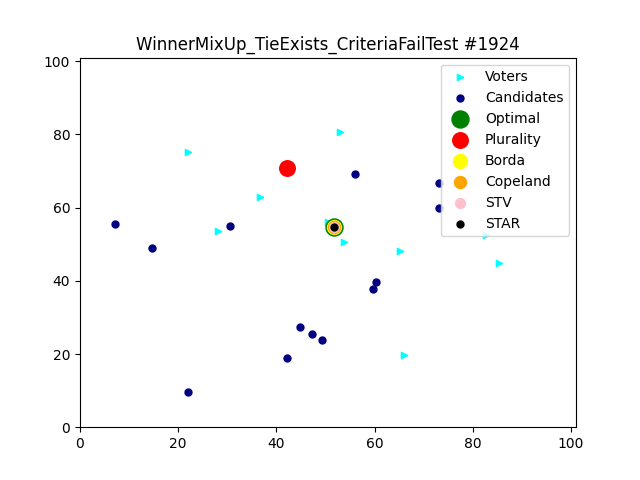 WinnerMixUp_TieExists_CriteriaFailTest #1924
100
80
60
40
20
0
0
20
40
60
80
100
Voters
Candidates
Optimal
Plurality
Borda
Copeland
STV
STAR